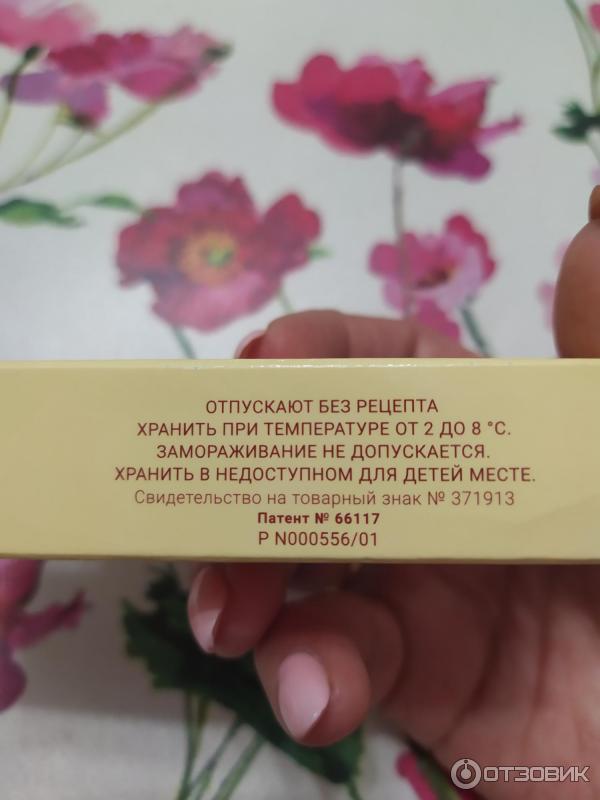 ОТПУСКАЮТ БЕЗ РЕЦЕПТА
ХРАНИТЬ ПРИ ТЕМПЕРАТУРЕ ОТ 2 ДО 8 °С.
ЗАМОРАЖИВАНИЕ НЕ ДОПУСКАЕТСЯ.
ХРАНИТЬ В НЕДОСТУПНОМ ДЛЯ ДЕТЕЙ МЕСТЕ.
Свидетельство на товарный знак № 371913
Патент № 66117
Р N000556/01
ОТЗОВИК